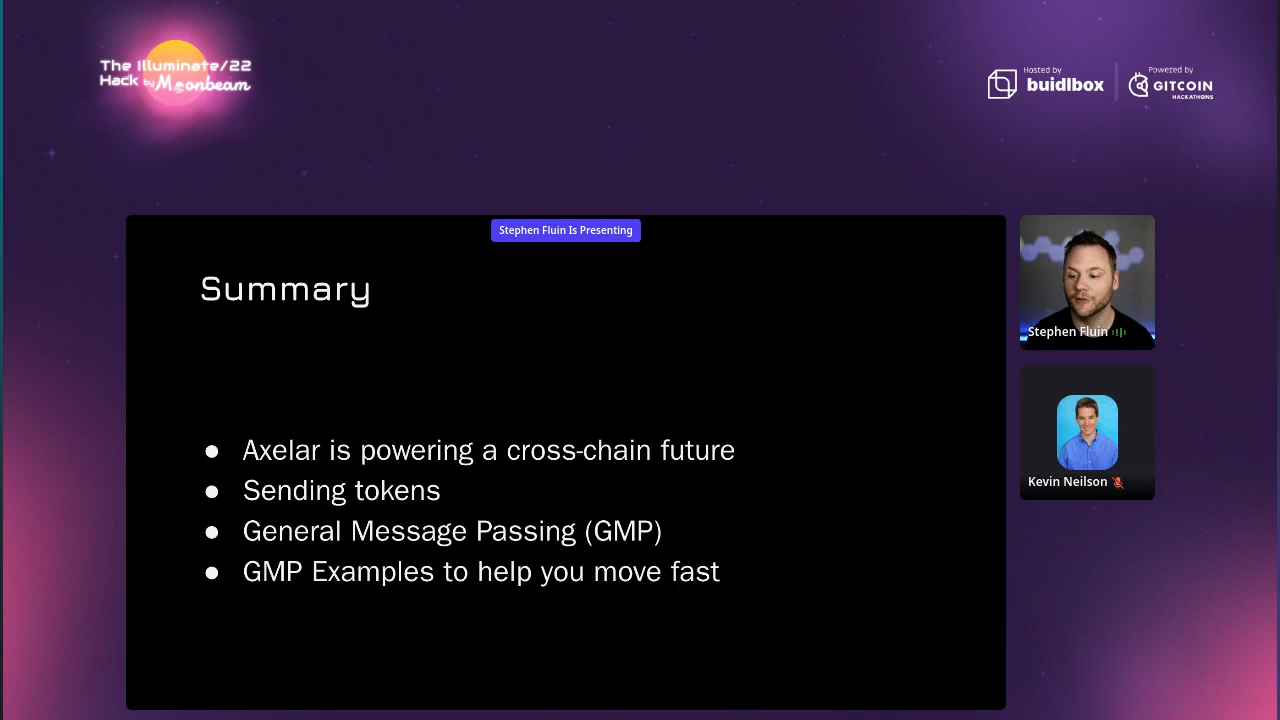 The Illuminate/22
Hack by Moonbeam
Hosted by
buidlbox
Powered by
GITCOIN
HACKATHONS
Stephen Fluin Is Presenting
Summary
● Axelar is powering a cross-chain future
● Sending tokens
● General Message Passing (GMP)
● GMP Examples to help you move fast
Stephen Fluin
Kevin Neilson